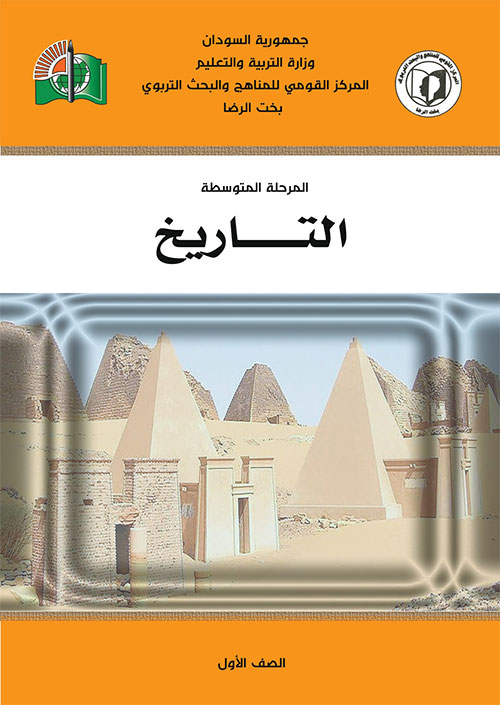 جمهورية السودان
وزارة التربية والتعليم
المركز القومي للمناهج والبحث التربوي
بخت الرضا
المرحلة المتوسطة
التـــاريخ
الصف الأول